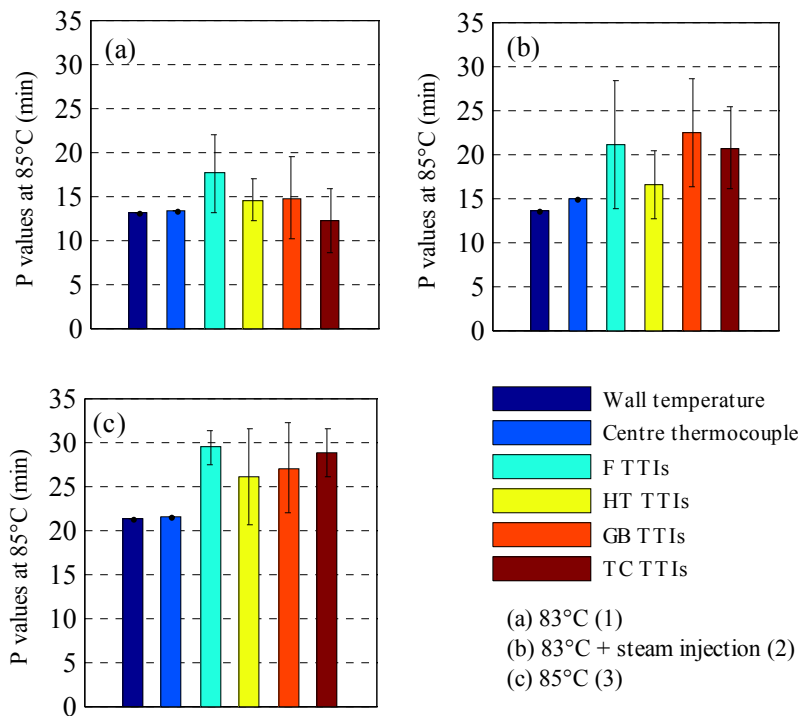 (a)
P values at 85°C (min)
35
30
25
20
15
10
5
0
(b)
P values at 85°C (min)
35
30
25
20
15
10
5
0
(c)
P values at 85°C (min)
35
30
25
20
15
10
5
0
Wall temperature
Centre thermocouple
F TTIs
HT TTIs
GB TTIs
TC TTIs
(a) 83°C (1)
(b) 83°C + steam injection (2)
(c) 85°C (3)